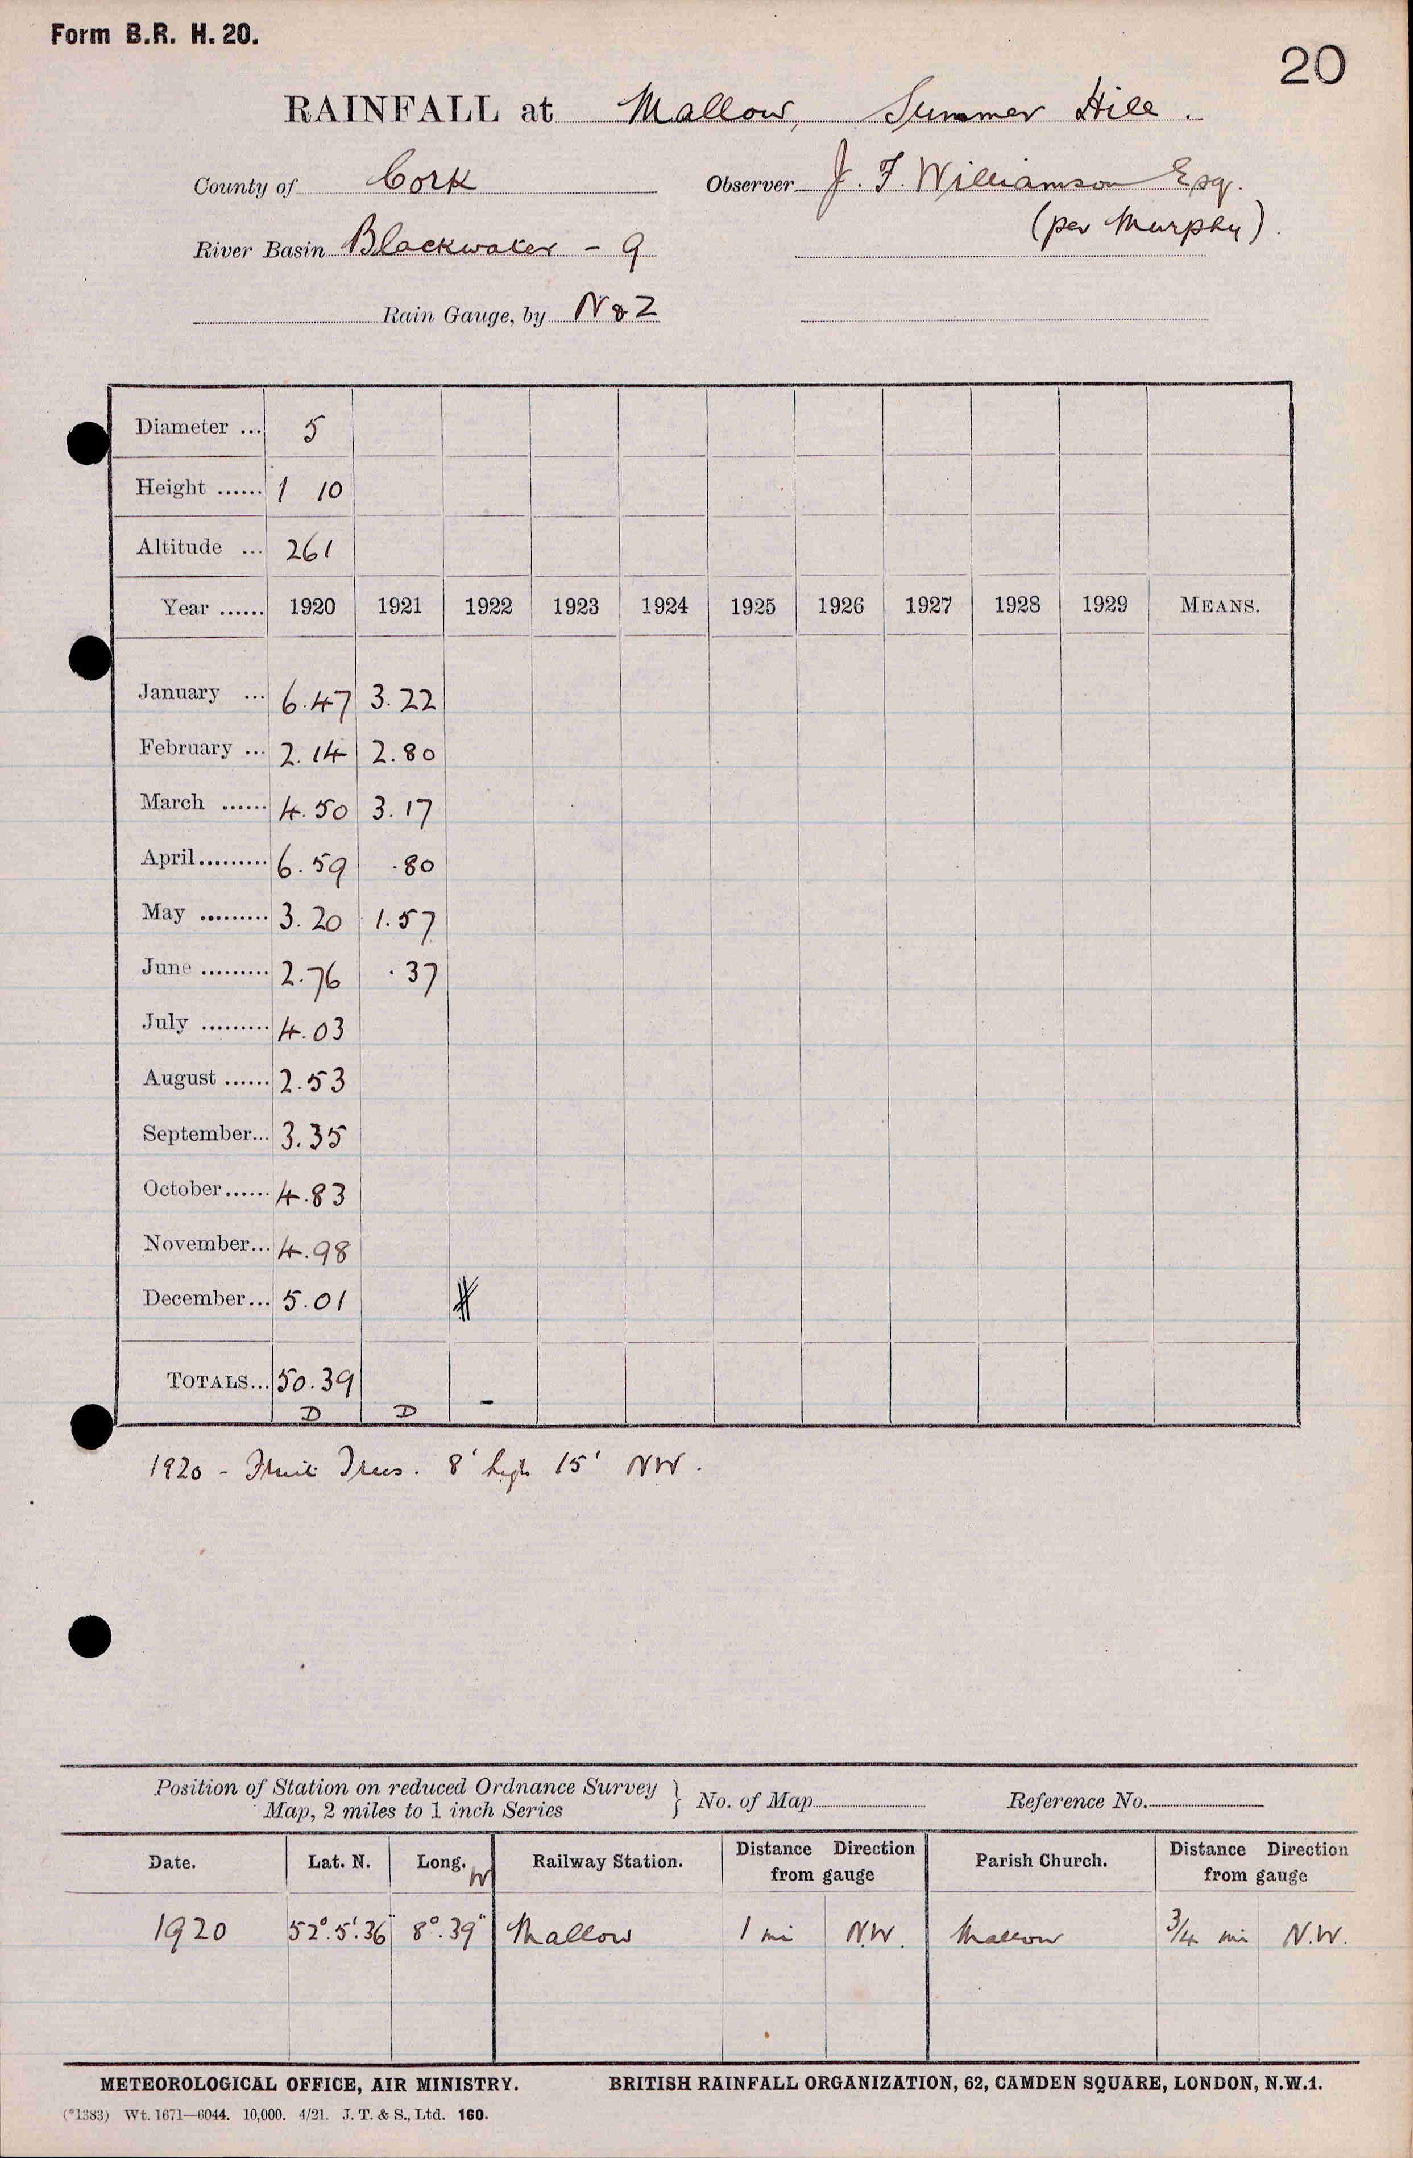 Form B.R. H. 20.
20
RAINFALL at Mallow, Summer Hill.
County of Cork Observer J. F. Williamson Esq.
(per Murphy).
River Basin Blackwater - 9
Rain Gauge, by N & Z
Diameter ... 5
Height ...... 1 10
Altitude ... 261
Year ...... 1920 1921 1922 1923 1924 1925 1926 1927 1928 1929 MEANS.
January ... 6.47 3.22
February ... 2.14 2.80
March ...... 4.50 3.17
April......... 6.59 .80
May ......... 3.20 1.57
June ......... 2.76 .37
July ......... 4.03
August ...... 2.53
September... 3.35
October...... 4.83
November... 4.98
December... 5.01
TOTALS... 50.39 -
D D
1920 - Fruit Trees. 8' high 15' NW.
Position of Station on reduced Ordnance Survey
Map, 2 miles to 1 inch Series } No. of Map Reference No.
Date. Lat. N. Long. W Railway Station. Distance Direction from gauge Parish Church. Distance Direction from gauge
1920 52°.5'.36" 8°.39" Mallow 1 mi N.W. Mallow 3/4 mi N.W.
METEOROLOGICAL OFFICE, AIR MINISTRY. BRITISH RAINFALL ORGANIZATION, 62, CAMDEN SQUARE, LONDON, N.W.1.
(*1383) Wt. 1671—6044. 10,000. 4/21. J. T. & S., Ltd. 160.